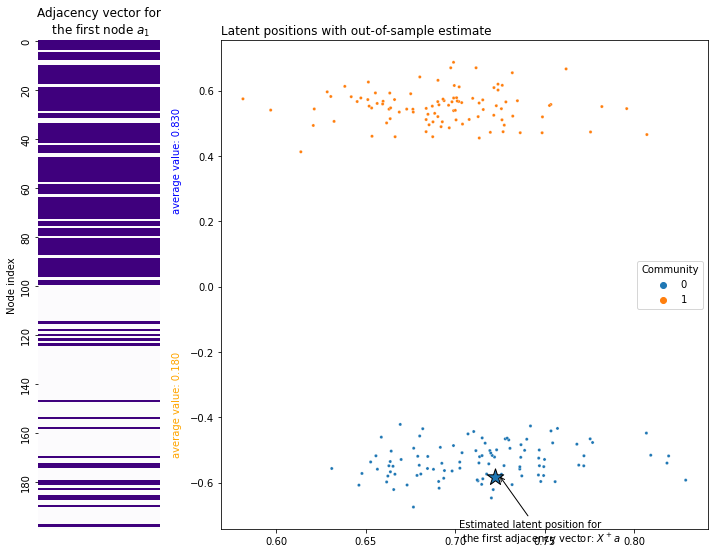 Adjacency vector for
the first node a₁
Node index
0
20
40
60
80
100
120
140
160
180
average value: 0.830
average value: 0.180
Latent positions with out-of-sample estimate
0.6
0.4
0.2
0.0
−0.2
−0.4
−0.6
Community
0
1
Estimated latent position for
the first adjacency vector: X⁺a
0.60
0.65
0.70
0.75
0.80